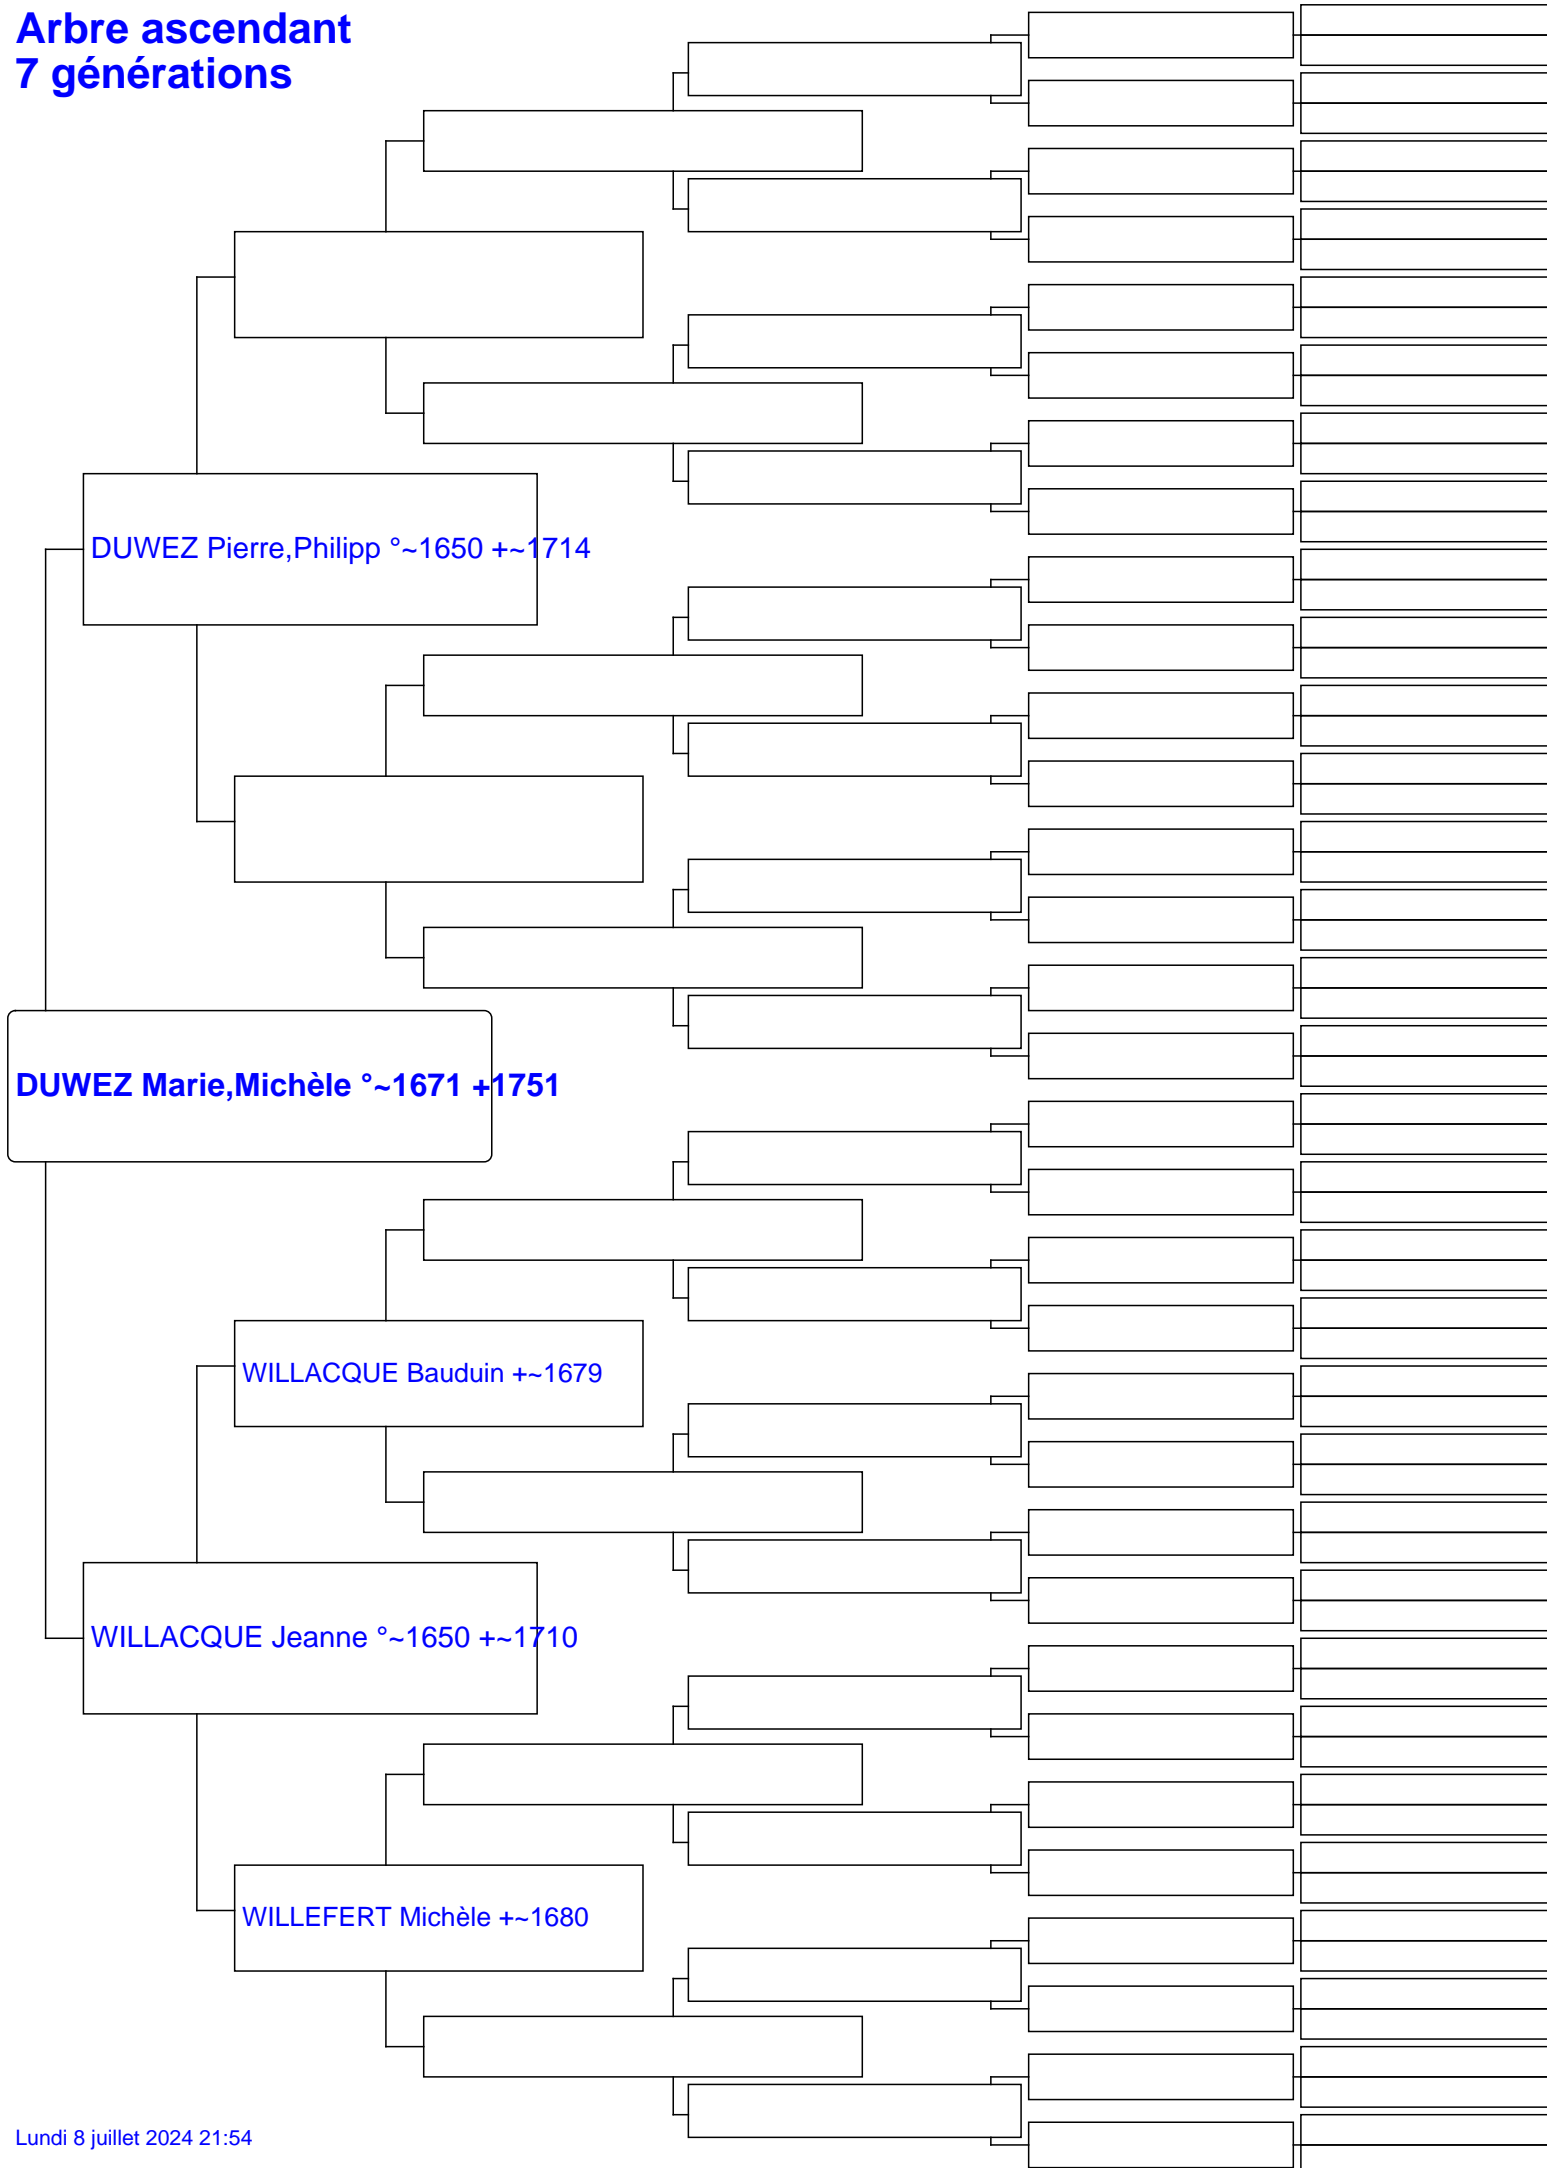 Arbre ascendant
7 générations
DUWEZ Pierre,Philipp °~1650 +~1714
DUWEZ Marie,Michèle °~1671 +1751
WILLACQUE Bauduin +~1679
WILLACQUE Jeanne °~1650 +~1710
WILLEFERT Michèle +~1680
Lundi 8 juillet 2024 21:54